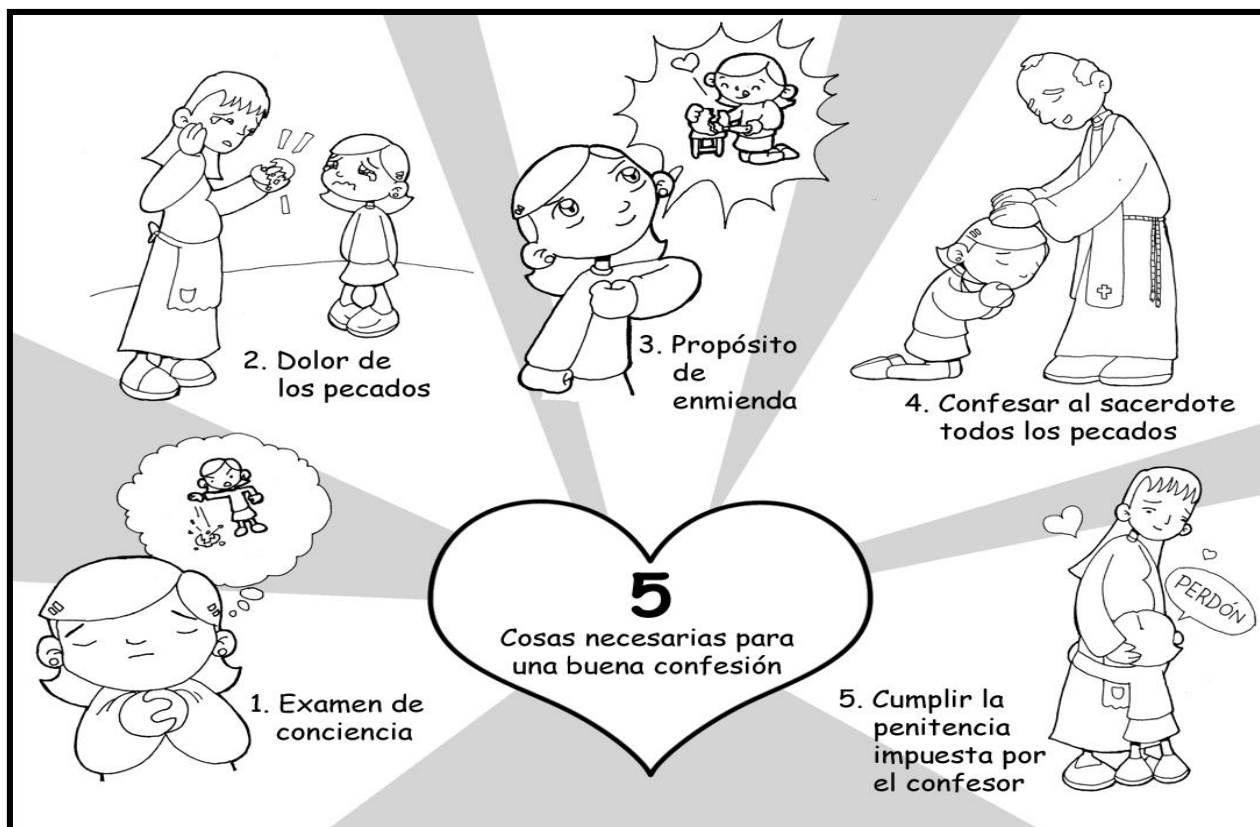 5
Cosas necesarias para
una buena confesión
1. Examen de
conciencia
2. Dolor de
los pecados
3. Propósito
de
enmienda
4. Confesar al sacerdote
todos los pecados
5. Cumplir la
penitencia
impuesta por
el confesor
PERDÓN